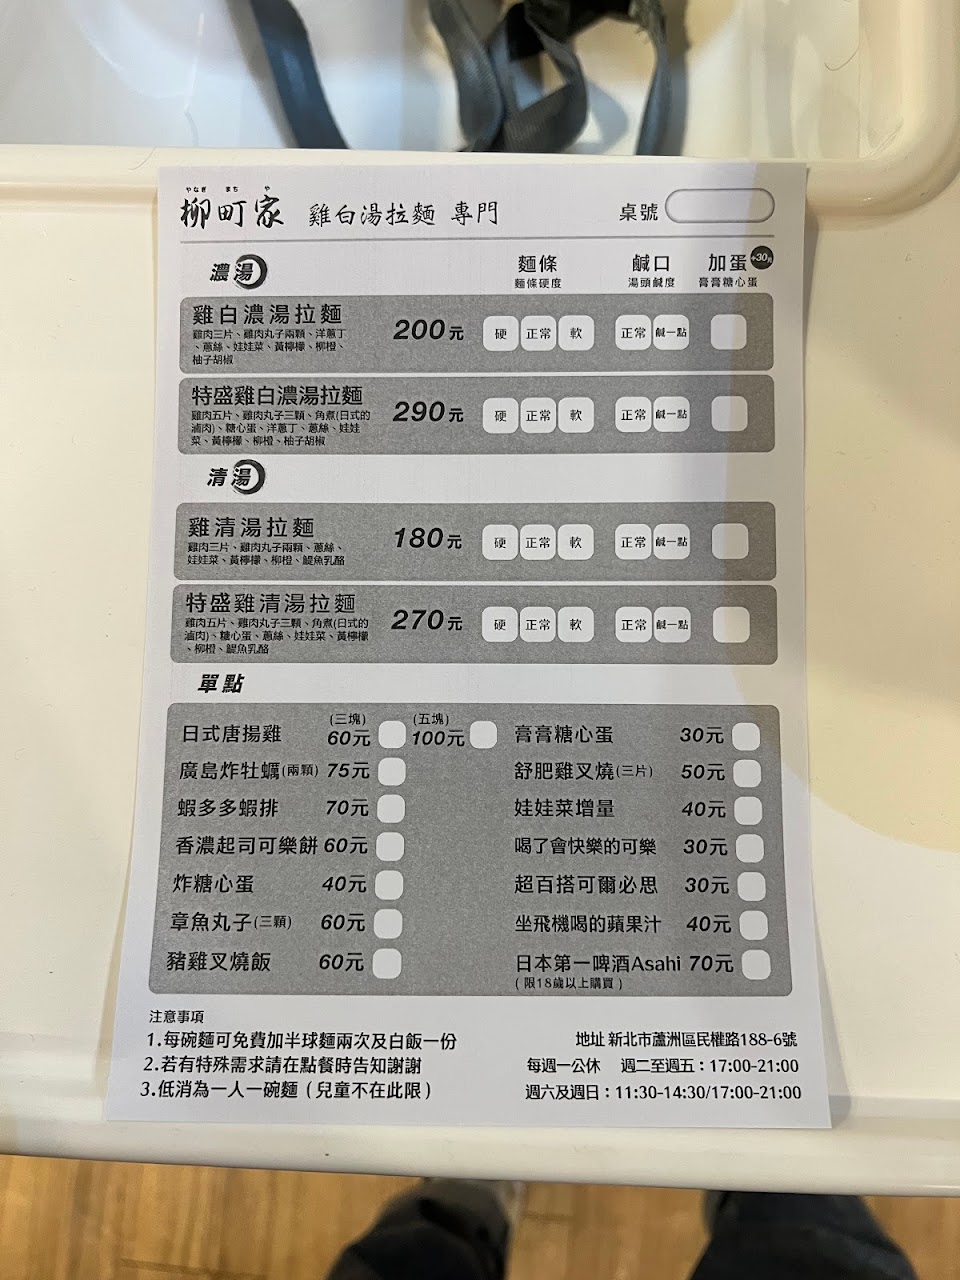 やなぎ まち や
柳町家 雞白湯拉麵 專門 桌號
濃湯 麵條 鹹口 加蛋 +30元
麵條硬度 湯頭鹹度 膏膏糖心蛋
雞白濃湯拉麵 200元 硬 正常 軟 正常 鹹一點
雞肉三片、雞肉丸子兩顆、洋蔥丁
、蔥絲、娃娃菜、黃檸檬、柳橙、
柚子胡椒
特盛雞白濃湯拉麵 290元 硬 正常 軟 正常 鹹一點
雞肉五片、雞肉丸子三顆、角煮(日式的
滷肉)、糖心蛋、洋蔥丁、蔥絲、娃娃
菜、黃檸檬、柳橙、柚子胡椒
清湯
雞清湯拉麵 180元 硬 正常 軟 正常 鹹一點
雞肉三片、雞肉丸子兩顆、蔥絲、
娃娃菜、黃檸檬、柳橙、鯷魚乳酪
特盛雞清湯拉麵 270元 硬 正常 軟 正常 鹹一點
雞肉五片、雞肉丸子三顆、角煮(日式的
滷肉)、糖心蛋、蔥絲、娃娃菜、黃檸檬
、柳橙、鯷魚乳酪
單點
日式唐揚雞 (三塊) 60元 (五塊) 100元
廣島炸牡蠣(兩顆) 75元
蝦多多蝦排 70元
香濃起司可樂餅 60元
炸糖心蛋 40元
章魚丸子(三顆) 60元
豬雞叉燒飯 60元
膏膏糖心蛋 30元
舒肥雞叉燒(三片) 50元
娃娃菜增量 40元
喝了會快樂的可樂 30元
超百搭可爾必思 30元
坐飛機喝的蘋果汁 40元
日本第一啤酒Asahi 70元
(限18歲以上購買)
注意事項
1.每碗麵可免費加半球麵兩次及白飯一份
2.若有特殊需求請在點餐時告知謝謝
3.低消為一人一碗麵(兒童不在此限)
地址 新北市蘆洲區民權路188-6號
每週一公休 週二至週五：17:00-21:00
週六及週日：11:30-14:30/17:00-21:00